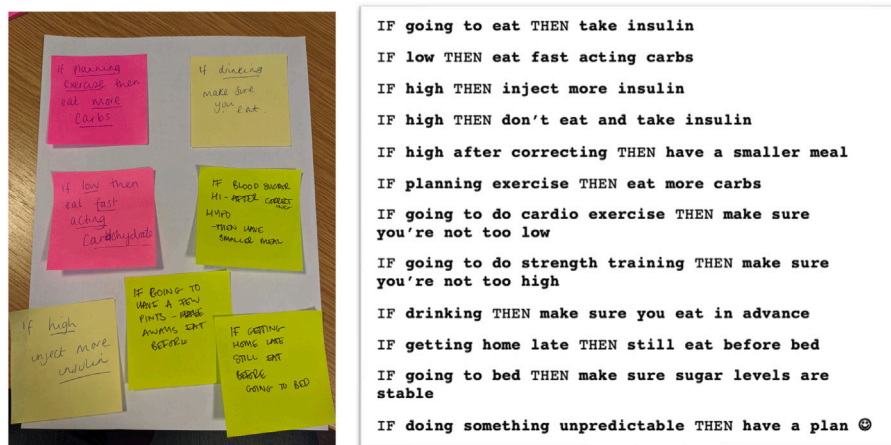 If planning
exercise then
eat more
carbs
If drinking
make sure
you eat.
If low then
eat fast
acting
Carbohydrate
IF BLOOD SUGAR
HI - AFTER CORRECTING
HYPO
-THEN HAVE
SMALLER MEAL
If high
inject more
insulin
IF GOING TO
HAVE A FEW
PINTS -
ALWAYS EAT
BEFORE
IF GETTING
HOME LATE
STILL EAT
BEFORE
GOING TO BED
IF going to eat THEN take insulin
IF low THEN eat fast acting carbs
IF high THEN inject more insulin
IF high THEN don't eat and take insulin
IF high after correcting THEN have a smaller meal
IF planning exercise THEN eat more carbs
IF going to do cardio exercise THEN make sure
you're not too low
IF going to do strength training THEN make sure
you're not too high
IF drinking THEN make sure you eat in advance
IF getting home late THEN still eat before bed
IF going to bed THEN make sure sugar levels are
stable
IF doing something unpredictable THEN have a plan ☺